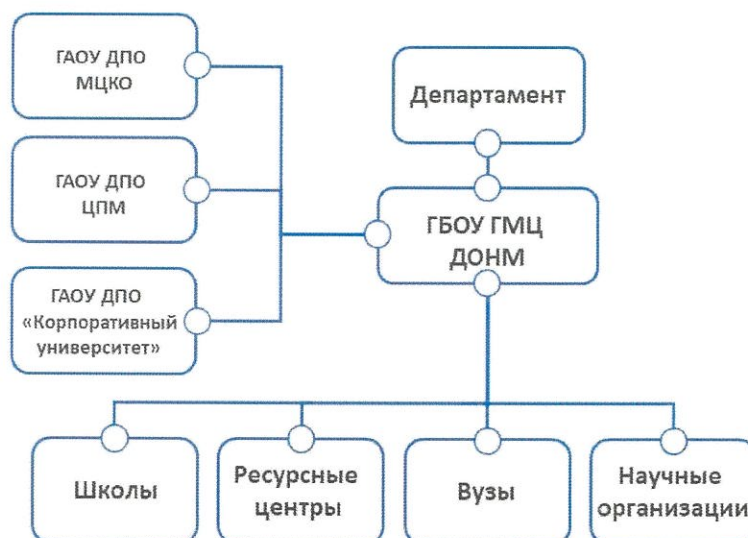 ГАОУ ДПО
МЦКО
Департамент
ГАОУ ДПО
ЦПМ
ГБОУ ГМЦ
ДОНМ
ГАОУ ДПО
«Корпоративный
университет»
Школы
Ресурсные
центры
Вузы
Научные
организации